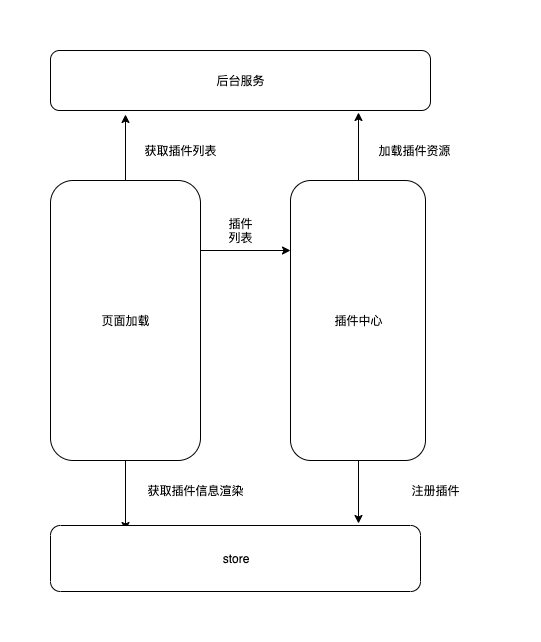 后台服务
获取插件列表
加载插件资源
插件
列表
页面加载
插件中心
获取插件信息渲染
注册插件
store